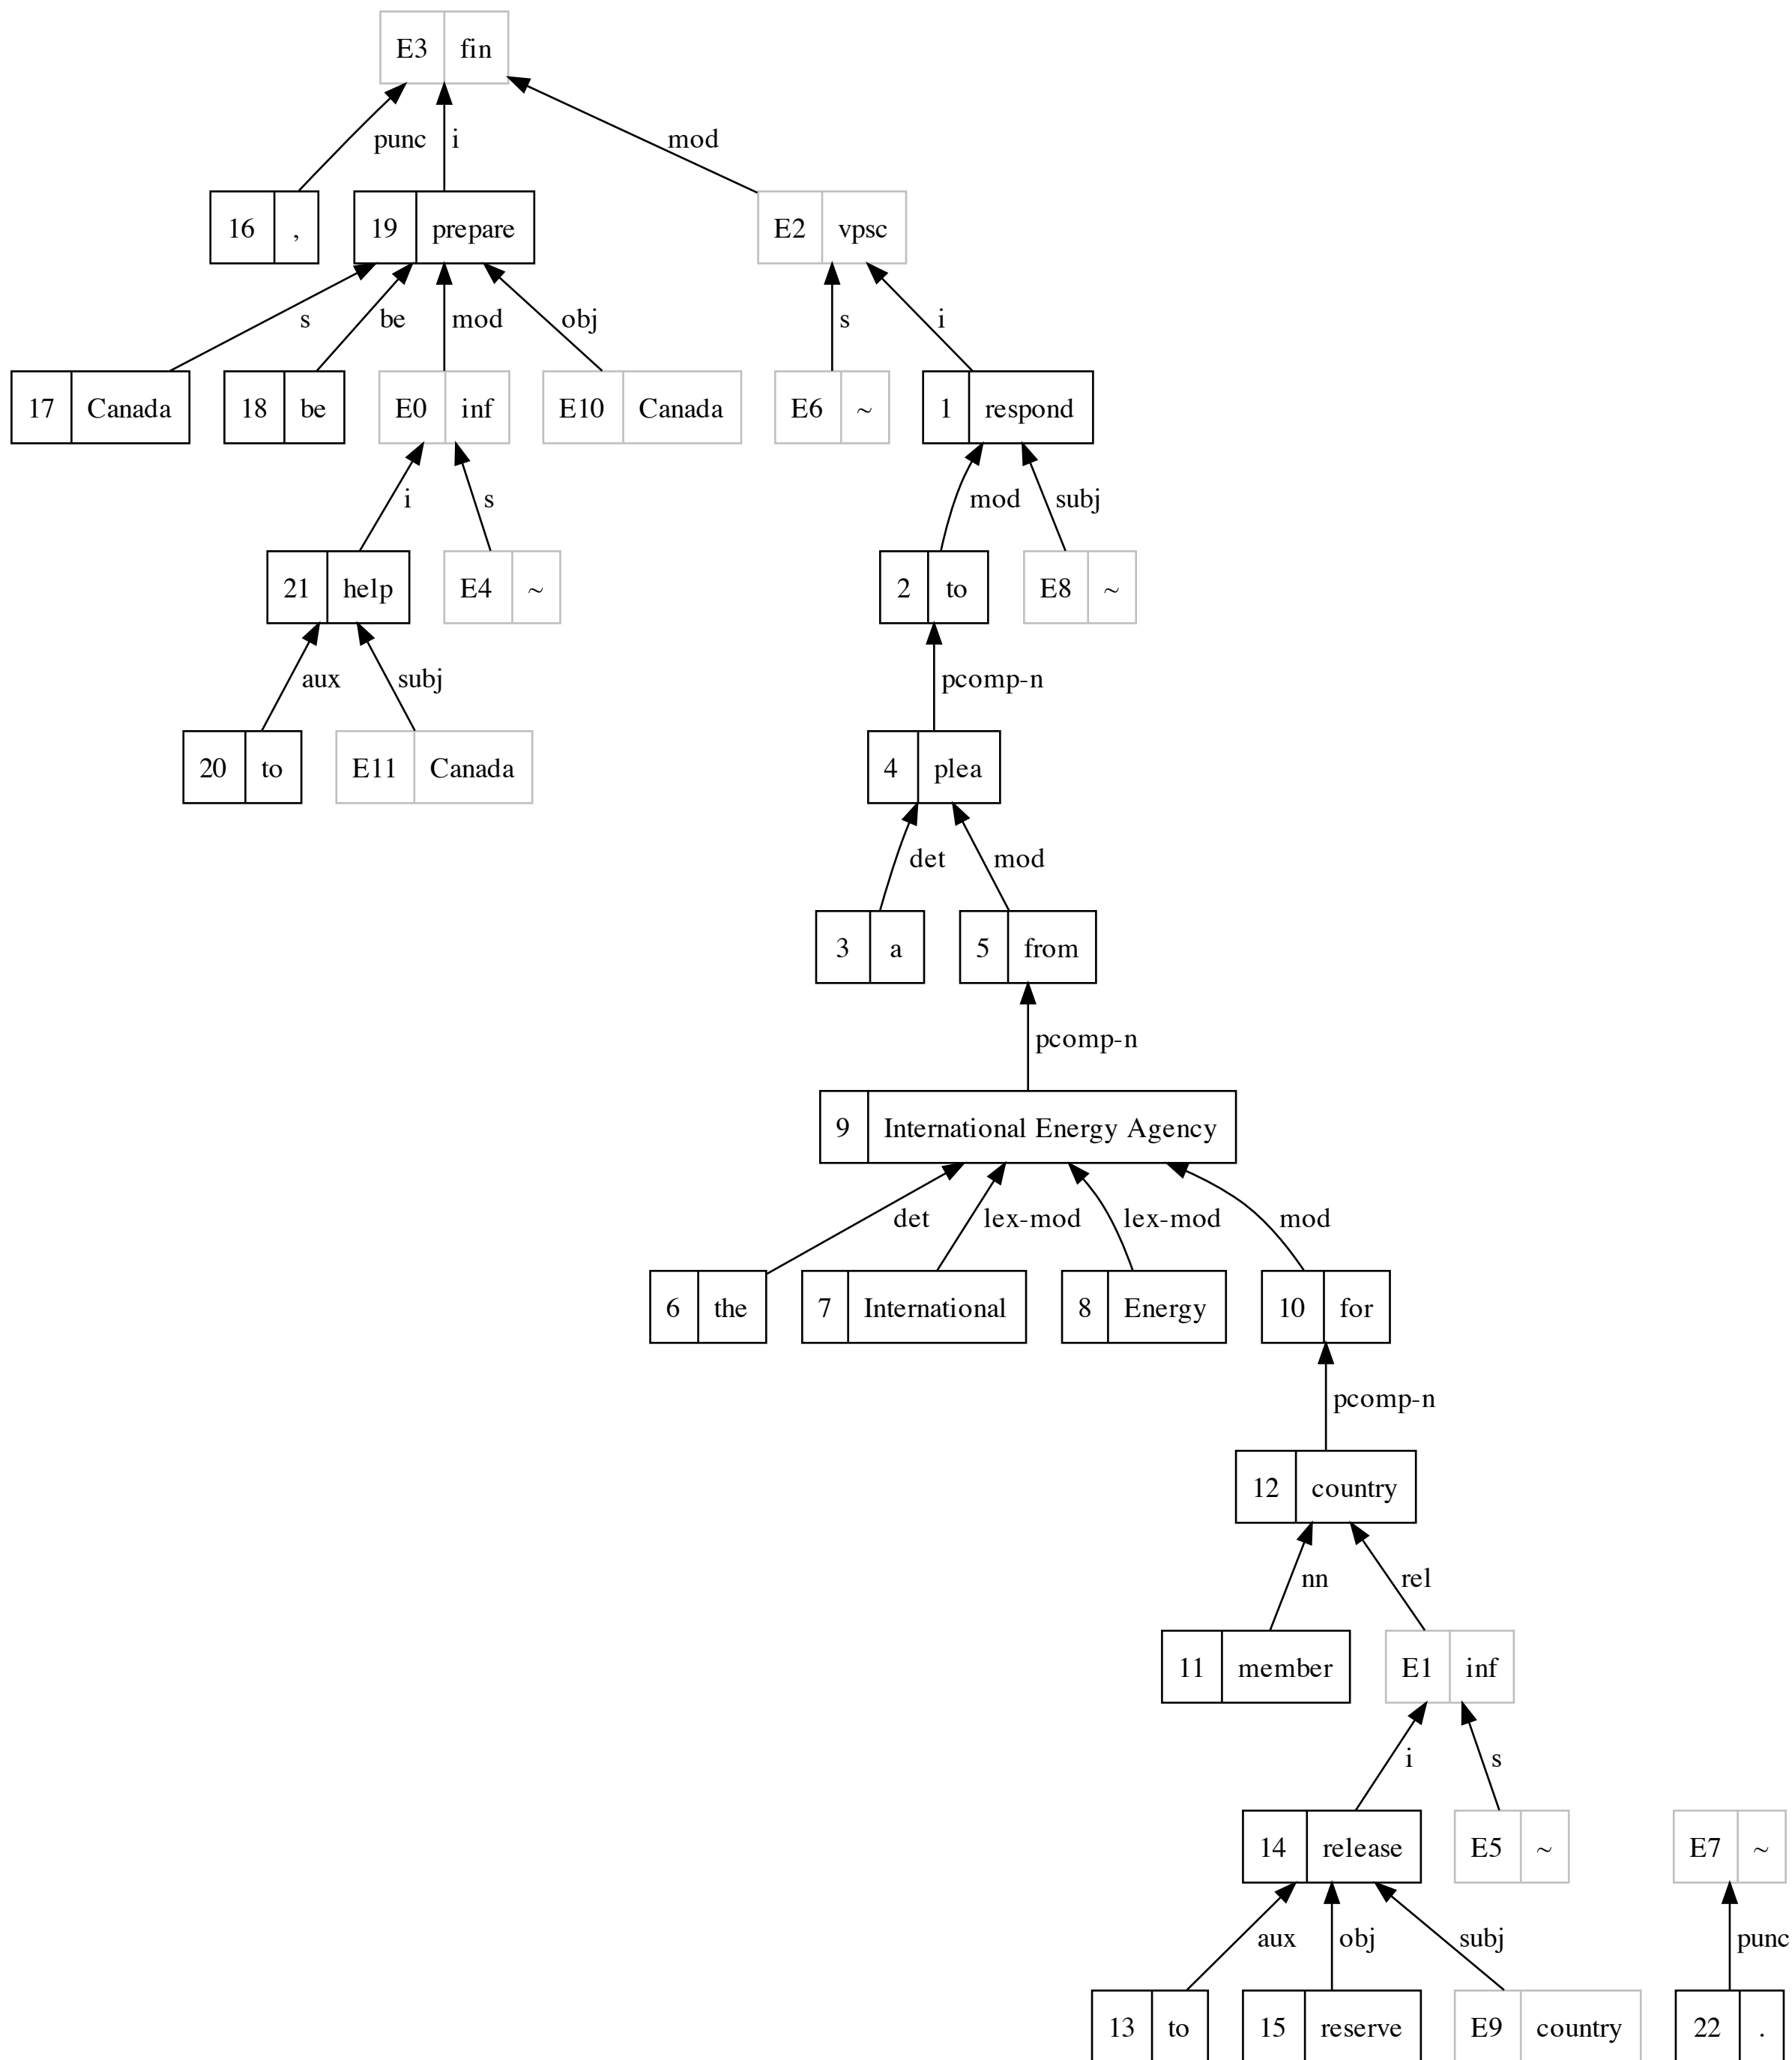 E3 fin
punc i mod
16 , 19 prepare E2 vpsc
s be mod obj s i
17 Canada 18 be E0 inf E10 Canada E6 ~ 1 respond
i s mod subj
21 help E4 ~ 2 to E8 ~
aux subj pcomp-n
20 to E11 Canada 4 plea
det mod
3 a 5 from
pcomp-n
9 International Energy Agency
det lex-mod lex-mod mod
6 the 7 International 8 Energy 10 for
pcomp-n
12 country
nn rel
11 member E1 inf
i s
14 release E5 ~ E7 ~
aux obj subj punc
13 to 15 reserve E9 country 22 .